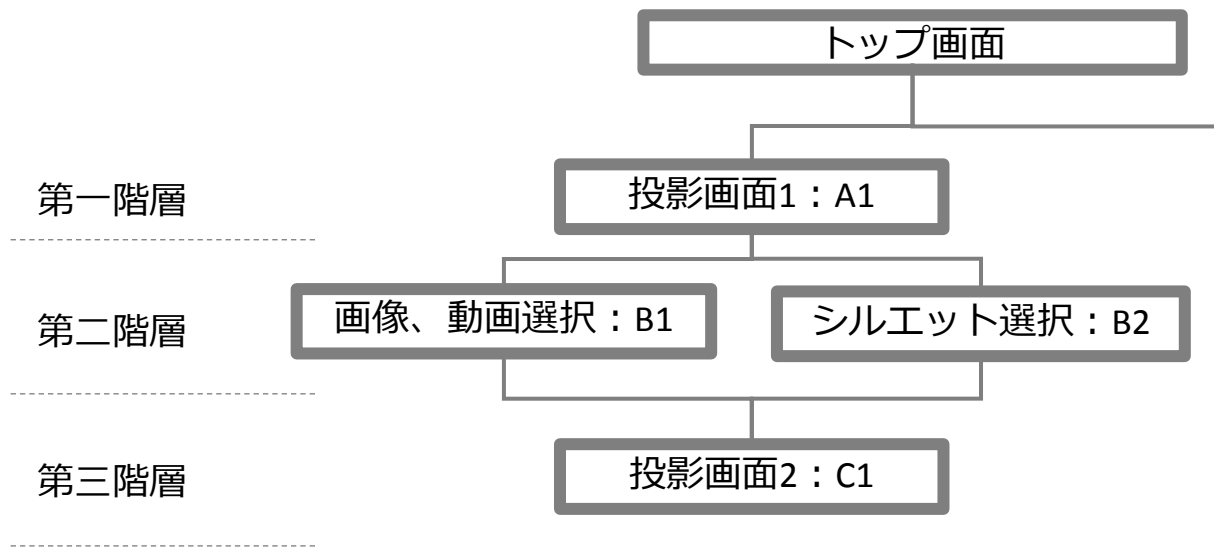 トップ画面
第一階層
投影画面1：A1
第二階層
画像、動画選択：B1
シルエット選択：B2
第三階層
投影画面2：C1